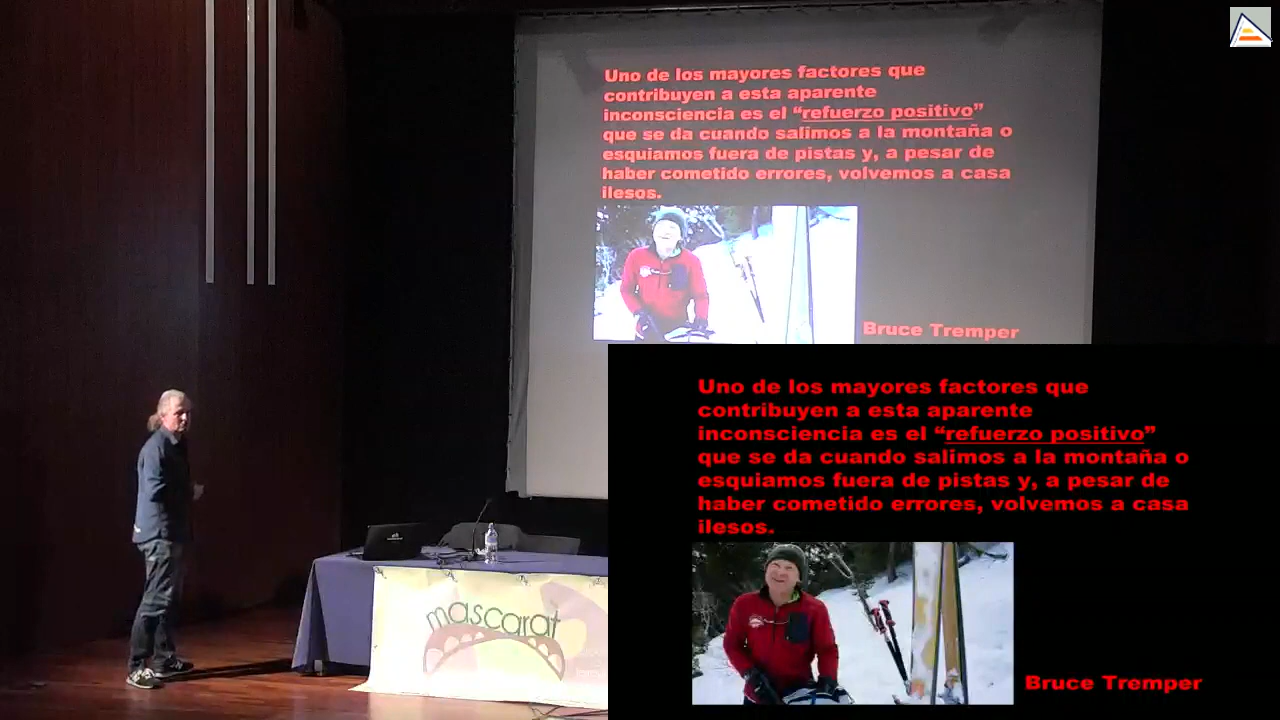 Uno de los mayores factores que
contribuyen a esta aparente
inconsciencia es el “refuerzo positivo”
que se da cuando salimos a la montaña o
esquiamos fuera de pistas y, a pesar de
haber cometido errores, volvemos a casa
ilesos.
Bruce Tremper
Uno de los mayores factores que
contribuyen a esta aparente
inconsciencia es el “refuerzo positivo”
que se da cuando salimos a la montaña o
esquiamos fuera de pistas y, a pesar de
haber cometido errores, volvemos a casa
ilesos.
Bruce Tremper
mascarat